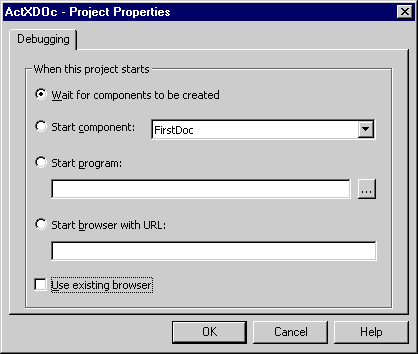 ActXDOc - Project Properties
Debugging
When this project starts
Wait for components to be created
Start component:
FirstDoc
Start program:
...
Start browser with URL:
Use existing browser
OK
Cancel
Help